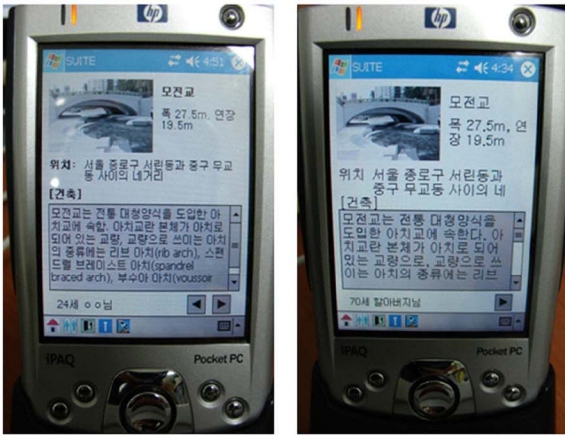 hp
SUITE 4:51
모전교
폭 27.5m, 연장
19.5m
위치: 서울 종로구 서린동과 중구 무교
동 사이의 네거리
[건축]
모전교는 전통 대청양식을 도입한 아
치교에 속함. 아치교란 본체가 아치로
되어 있는 교량, 교량으로 쓰이는 아치
의 종류에는 리브 아치(rib arch), 스팬
드럴 브레이스트 아치(spandrel
braced arch), 부수아 아치(voussoir
24세 ㅇㅇ님
iPAQ Pocket PC
hp
SUITE 4:34
모전교
폭 27.5m, 연
장 19.5m
위치 서울 종로구 서린동과
중구 무교동 사이의 네
[건축]
모전교는 전통 대청양식을
도입한 아치교에 속한다. 아
치교란 본체가 아치로 되어
있는 교량으로, 교량으로 쓰
이는 아치의 종류에는 리브
70세 할아버지님
iPAQ Pocket PC